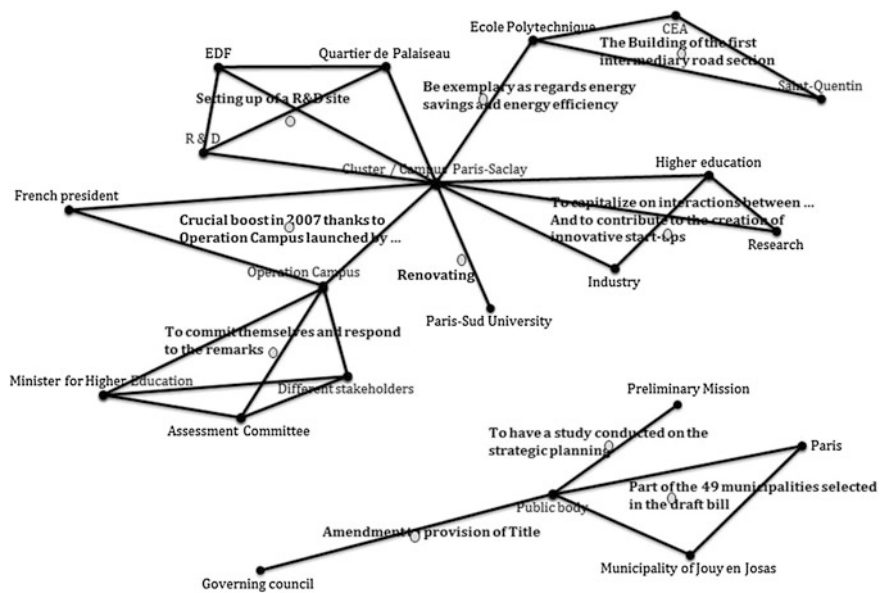 Ecole Polytechnique
CEA
The Building of the first
intermediary road section
Saint-Quentin
EDF
Quartier de Palaiseau
Setting up of a R&D site
R & D
Be exemplary as regards energy
savings and energy efficiency
Cluster / Campus Paris-Saclay
Higher education
French president
Crucial boost in 2007 thanks to
Operation Campus launched by ...
To capitalize on interactions between ...
And to contribute to the creation of
innovative start-ups
Research
Operation Campus
Renovating
Industry
Paris-Sud University
To commit themselves and respond
to the remarks
Minister for Higher Education
Different stakeholders
Assessment Committee
Preliminary Mission
To have a study conducted on the
strategic planning
Paris
Part of the 49 municipalities selected
in the draft bill
Public body
Amendment to provision of Title
Municipality of Jouy en Josas
Governing council